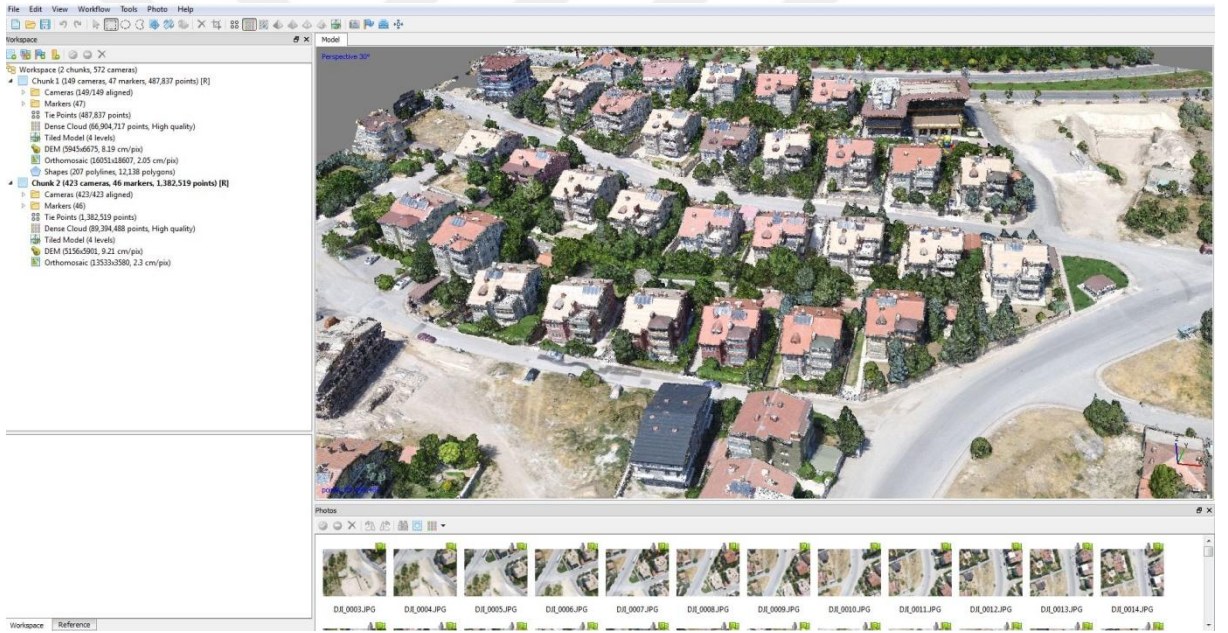 File Edit View Workflow Tools Photo Help
Workspace
Model
Perspective 30°
Workspace (2 chunks, 572 cameras)
Chunk 1 (149 cameras, 47 markers, 487,837 points) [R]
Cameras (149/149 aligned)
Markers (47)
Tie Points (487,837 points)
Dense Cloud (66,904,717 points, High quality)
Tiled Model (4 levels)
DEM (5945x6675, 8.19 cm/pix)
Orthomosaic (16051x18607, 2.05 cm/pix)
Shapes (207 polylines, 12,138 polygons)
Chunk 2 (423 cameras, 46 markers, 1,382,519 points) [R]
Cameras (423/423 aligned)
Markers (46)
Tie Points (1,382,519 points)
Dense Cloud (89,394,488 points, High quality)
Tiled Model (4 levels)
DEM (5156x5901, 9.21 cm/pix)
Orthomosaic (13533x3580, 2.3 cm/pix)
Photos
DJI_0003.JPG DJI_0004.JPG DJI_0005.JPG DJI_0006.JPG DJI_0007.JPG DJI_0008.JPG DJI_0009.JPG DJI_0010.JPG DJI_0011.JPG DJI_0012.JPG DJI_0013.JPG DJI_0014.JPG
Workspace Reference